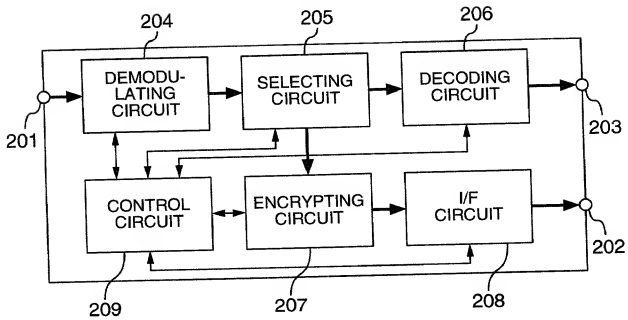 204
205
206
DEMODU-
LATING
CIRCUIT
SELECTING
CIRCUIT
DECODING
CIRCUIT
201
203
CONTROL
CIRCUIT
ENCRYPTING
CIRCUIT
I/F
CIRCUIT
202
209
207
208